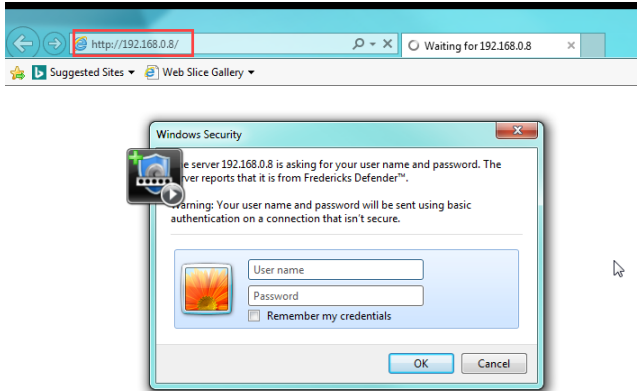 http://192.168.0.8/
Waiting for 192.168.0.8
Suggested Sites
Web Slice Gallery
Windows Security
server 192.168.0.8 is asking for your user name and password. The
reports that it is from Fredericks Defender™.
Warning: Your user name and password will be sent using basic
authentication on a connection that isn't secure.
User name
Password
Remember my credentials
OK
Cancel